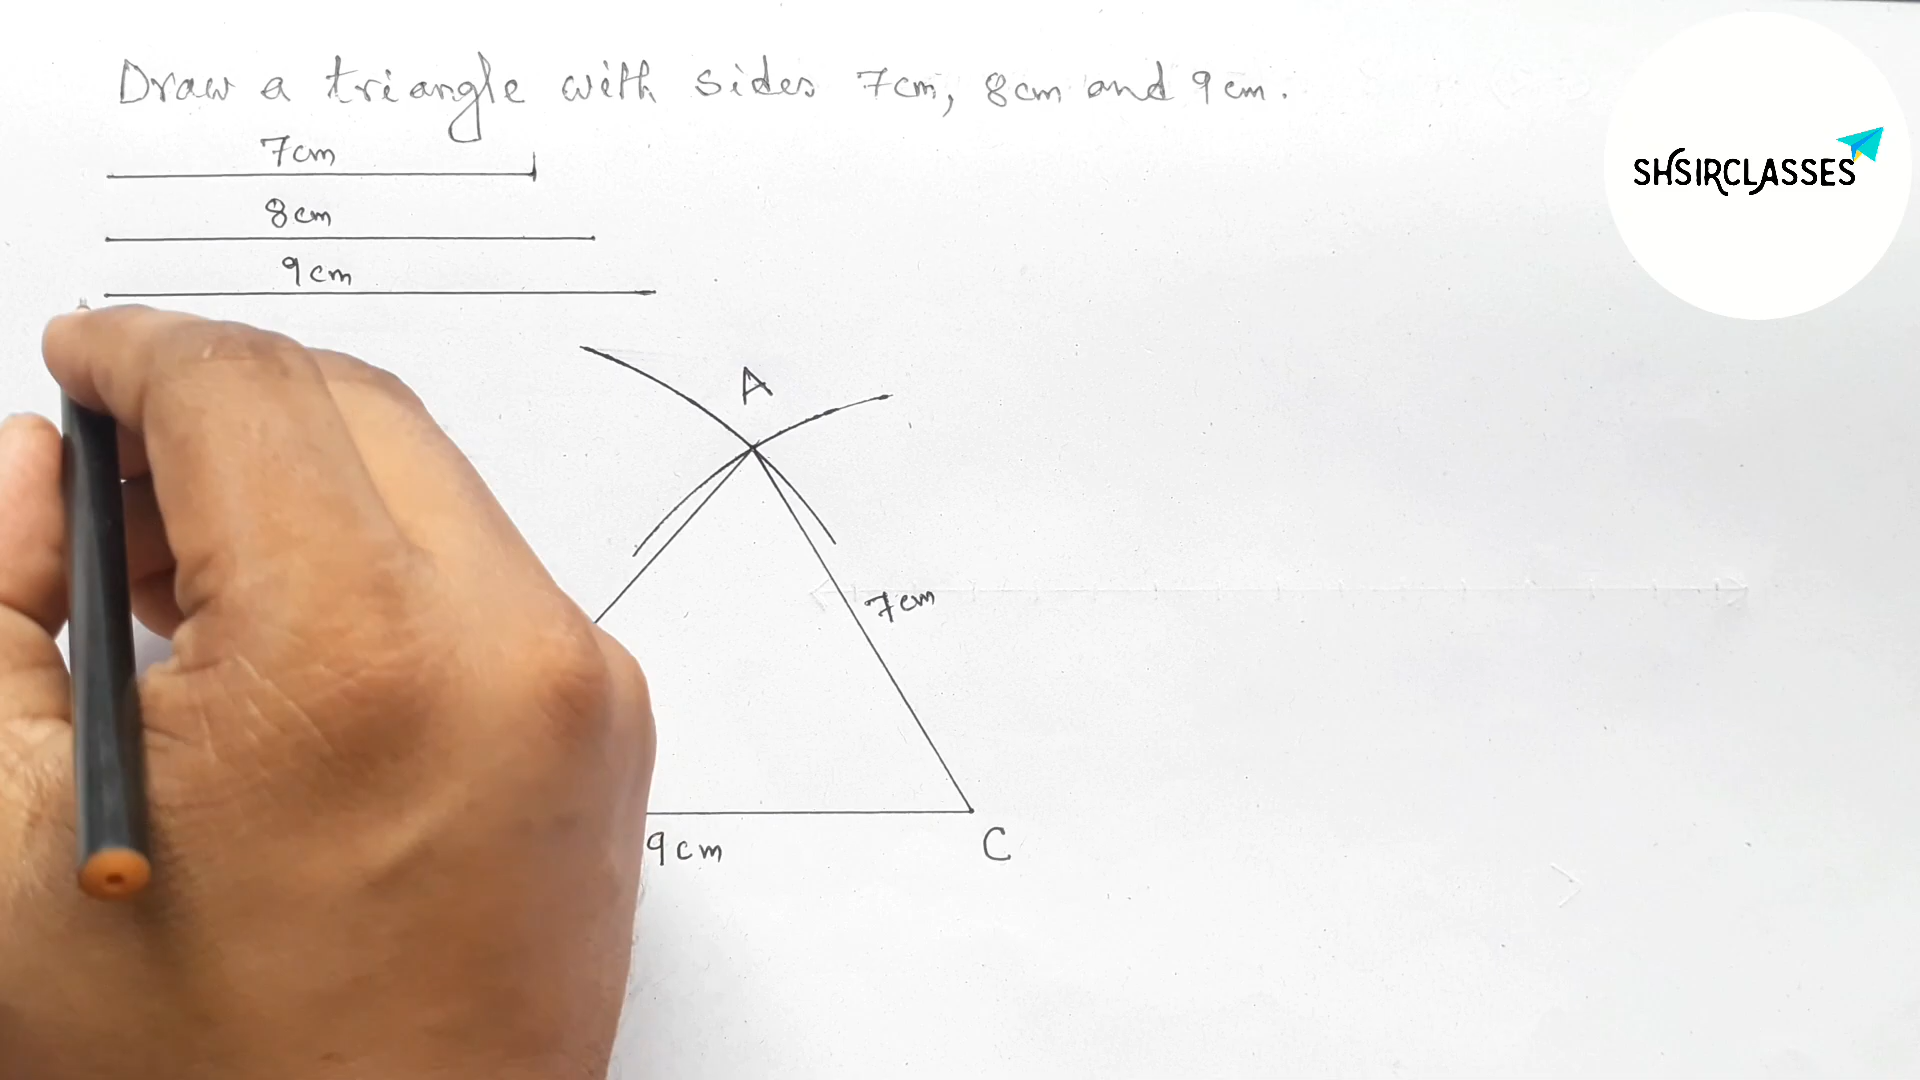 Draw a triangle with sides 7cm, 8cm and 9cm.
7cm
8cm
9cm
SHSIRCLASSES
A
7cm
9cm
C